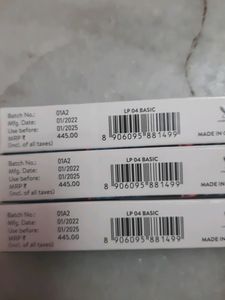 Batch No.: 01A2 LP 04 BASIC
Mfg. Date: 01/2022
Use before: 01/2025
MRP ₹ 445.00
(incl. of all taxes) 8 906095 881499 MADE IN
Batch No.: 01A2 LP 04 BASIC
Mfg. Date: 01/2022
Use before: 01/2025
MRP ₹ 445.00
(incl. of all taxes) 8 906095 881499 MADE IN
Batch No.: 01A2 LP 04 BASIC
Mfg. Date: 01/2022
Use before: 01/2025
MRP ₹ 445.00
(incl. of all taxes) 8 906095 881499 MADE IN